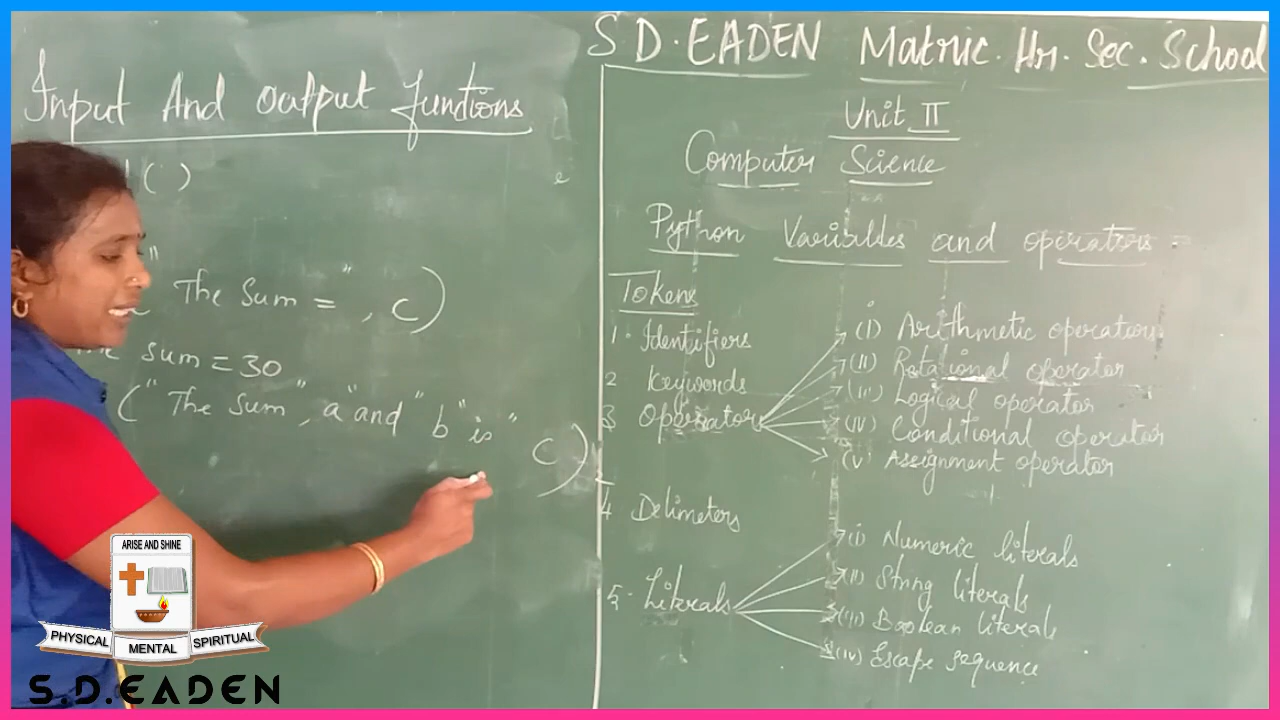 Input And Output functions
( )
"The Sum = ", c)
sum = 30
("The Sum", a" and "b" is "
c)
S.D.EADEN Matric.Hr.Sec.School
Unit II
Computer Science
Python Variables and operators
Tokens
1. Identifiers
2 Keywords
3 Operators
(i) Arithmetic operators
(ii) Rotational operator
(iii) Logical operator
(iv) Conditional operator
(v) Assignment operator
4 Delimeters
5. Literals
(i) Numeric literals
(ii) String literals
(iii) Boolean literals
(iv) Escape sequence
ARISE AND SHINE
PHYSICAL MENTAL SPIRITUAL
S.D.EADEN